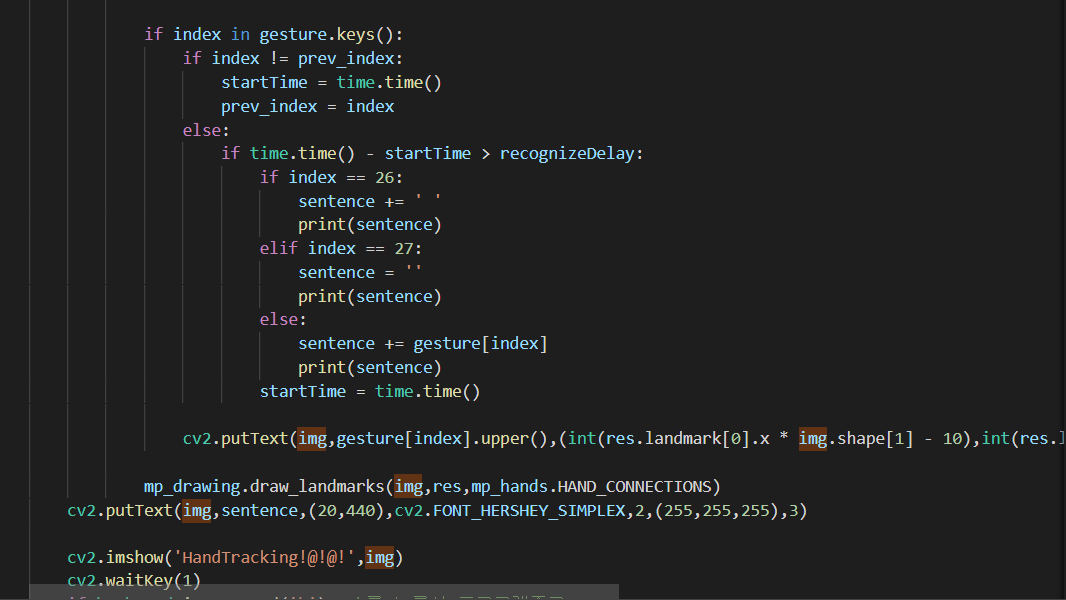 if index in gesture.keys():
if index != prev_index:
startTime = time.time()
prev_index = index
else:
if time.time() - startTime > recognizeDelay:
if index == 26:
sentence += ' '
print(sentence)
elif index == 27:
sentence = ''
print(sentence)
else:
sentence += gesture[index]
print(sentence)
startTime = time.time()
cv2.putText(img,gesture[index].upper(),(int(res.landmark[0].x * img.shape[1] - 10),int(res.
mp_drawing.draw_landmarks(img,res,mp_hands.HAND_CONNECTIONS)
cv2.putText(img,sentence,(20,440),cv2.FONT_HERSHEY_SIMPLEX,2,(255,255,255),3)
cv2.imshow('HandTracking!@!@!',img)
cv2.waitKey(1)